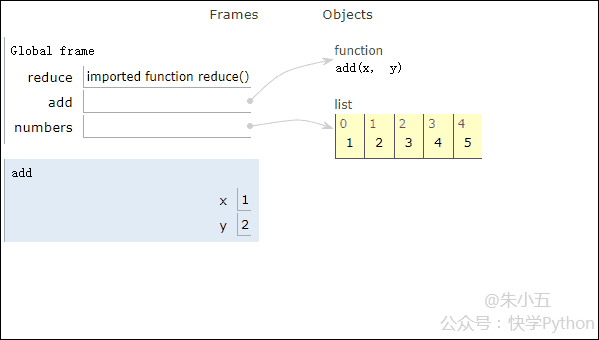 Frames Objects
Global frame
function
add(x, y)
reduce imported function reduce()
add
numbers
list
0 1 2 3 4
1 2 3 4 5
add
x 1
y 2
@朱小五
公众号：快学Python